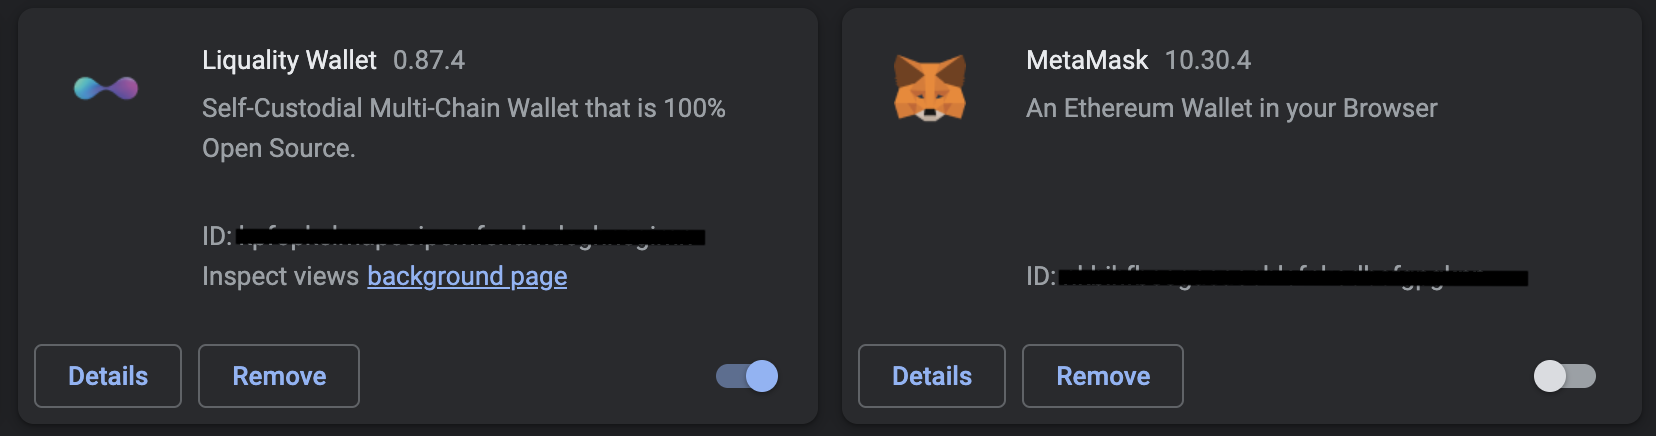 Liquality Wallet 0.87.4
Self-Custodial Multi-Chain Wallet that is 100%
Open Source.
ID:
Inspect views background page
Details
Remove
MetaMask 10.30.4
An Ethereum Wallet in your Browser
ID:
Details
Remove